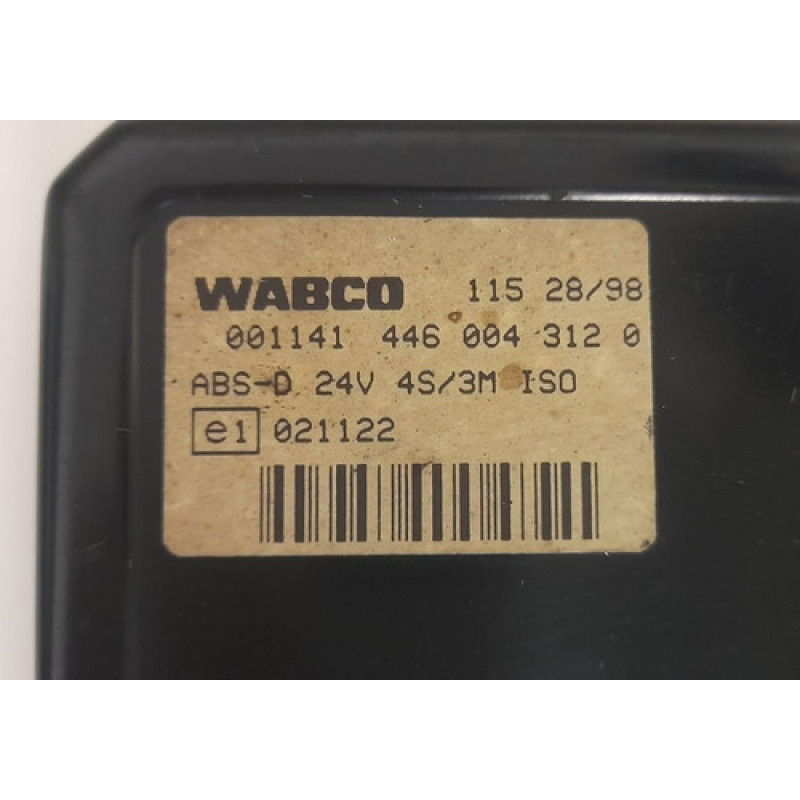 WABCO 115 28/98
001141 446 004 312 0
ABS-D 24V 4S/3M ISO
e1 021122